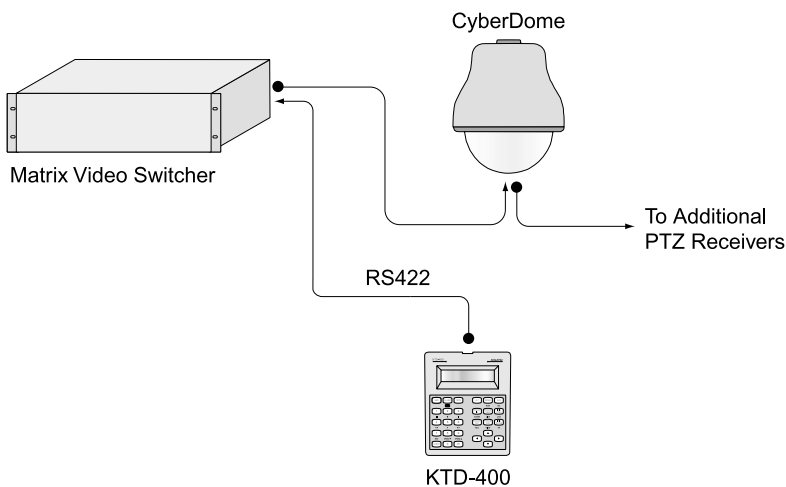 CyberDome
Matrix Video Switcher
To Additional
PTZ Receivers
RS422
KTD-400